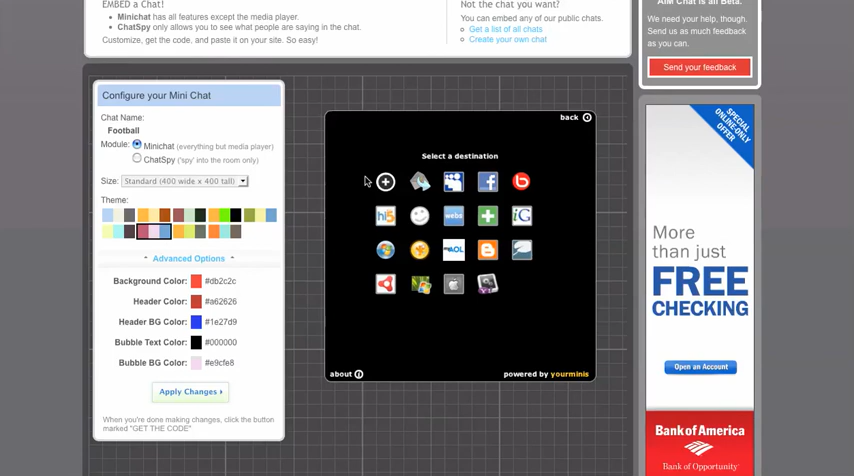 EMBED a Chat!
• Minichat has all features except the media player.
• ChatSpy only allows you to see what people are saying in the chat.
Customize, get the code, and paste it on your site. So easy!
Not the chat you want?
You can embed any of our public chats.
Get a list of all chats
Create your own chat
AIM Chat is all Beta.
We need your help, though.
Send us as much feedback
as you can.
Send your feedback
Configure your Mini Chat
Chat Name:
Football
Module: Minichat (everything but media player)
ChatSpy ('spy' into the room only)
Size: Standard (400 wide x 400 tall)
Theme:
Advanced Options
Background Color: #db2c2c
Header Color: #a62626
Header BG Color: #1e27d9
Bubble Text Color: #000000
Bubble BG Color: #e9cfe8
Apply Changes
When you're done making changes, click the button
marked "GET THE CODE"
back
Select a destination
hi5
webs
iG
AOL
about
powered by yourminis
SPECIAL
ONLINE-ONLY
OFFER
More
than just
FREE
CHECKING
Open an Account
Bank of America
Bank of Opportunity